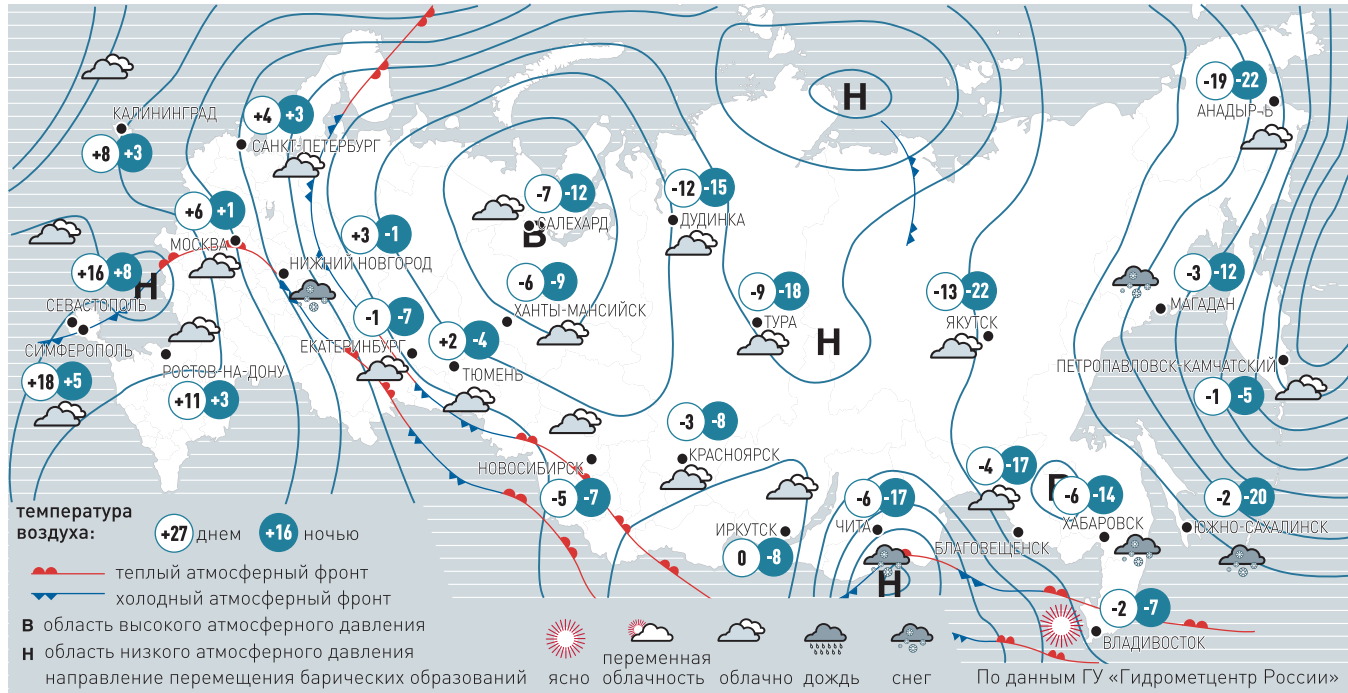 Н
-19 -22
АНАДЫРЬ
КАЛИНИНГРАД
+8 +3
+4 +3
САНКТ-ПЕТЕРБУРГ
-7 -12
САЛЕХАРД
В
-12 -15
ДУДИНКА
+6 +1
МОСКВА
+3 -1
НИЖНИЙ НОВГОРОД
+16 +8
Н
СЕВАСТОПОЛЬ
СИМФЕРОПОЛЬ
+18 +5
-6 -9
ХАНТЫ-МАНСИЙСК
-9 -18
ТУРА
Н
-13 -22
ЯКУТСК
-3 -12
МАГАДАН
-1 -7
ЕКАТЕРИНБУРГ
+2 -4
ТЮМЕНЬ
РОСТОВ-НА-ДОНУ
+11 +3
ПЕТРОПАВЛОВСК-КАМЧАТСКИЙ
-1 -5
-3 -8
КРАСНОЯРСК
НОВОСИБИРСК
-5 -7
ИРКУТСК
0 -8
-6 -17
ЧИТА
Н
-4 -17
БЛАГОВЕЩЕНСК
-6 -14
ХАБАРОВСК
-2 -20
ЮЖНО-САХАЛИНСК
-2 -7
ВЛАДИВОСТОК
температура
воздуха: +27 днем +16 ночью
теплый атмосферный фронт
холодный атмосферный фронт
В область высокого атмосферного давления
Н область низкого атмосферного давления
направление перемещения барических образований
ясно
переменная
облачность
облачно
дождь
снег
По данным ГУ «Гидрометцентр России»